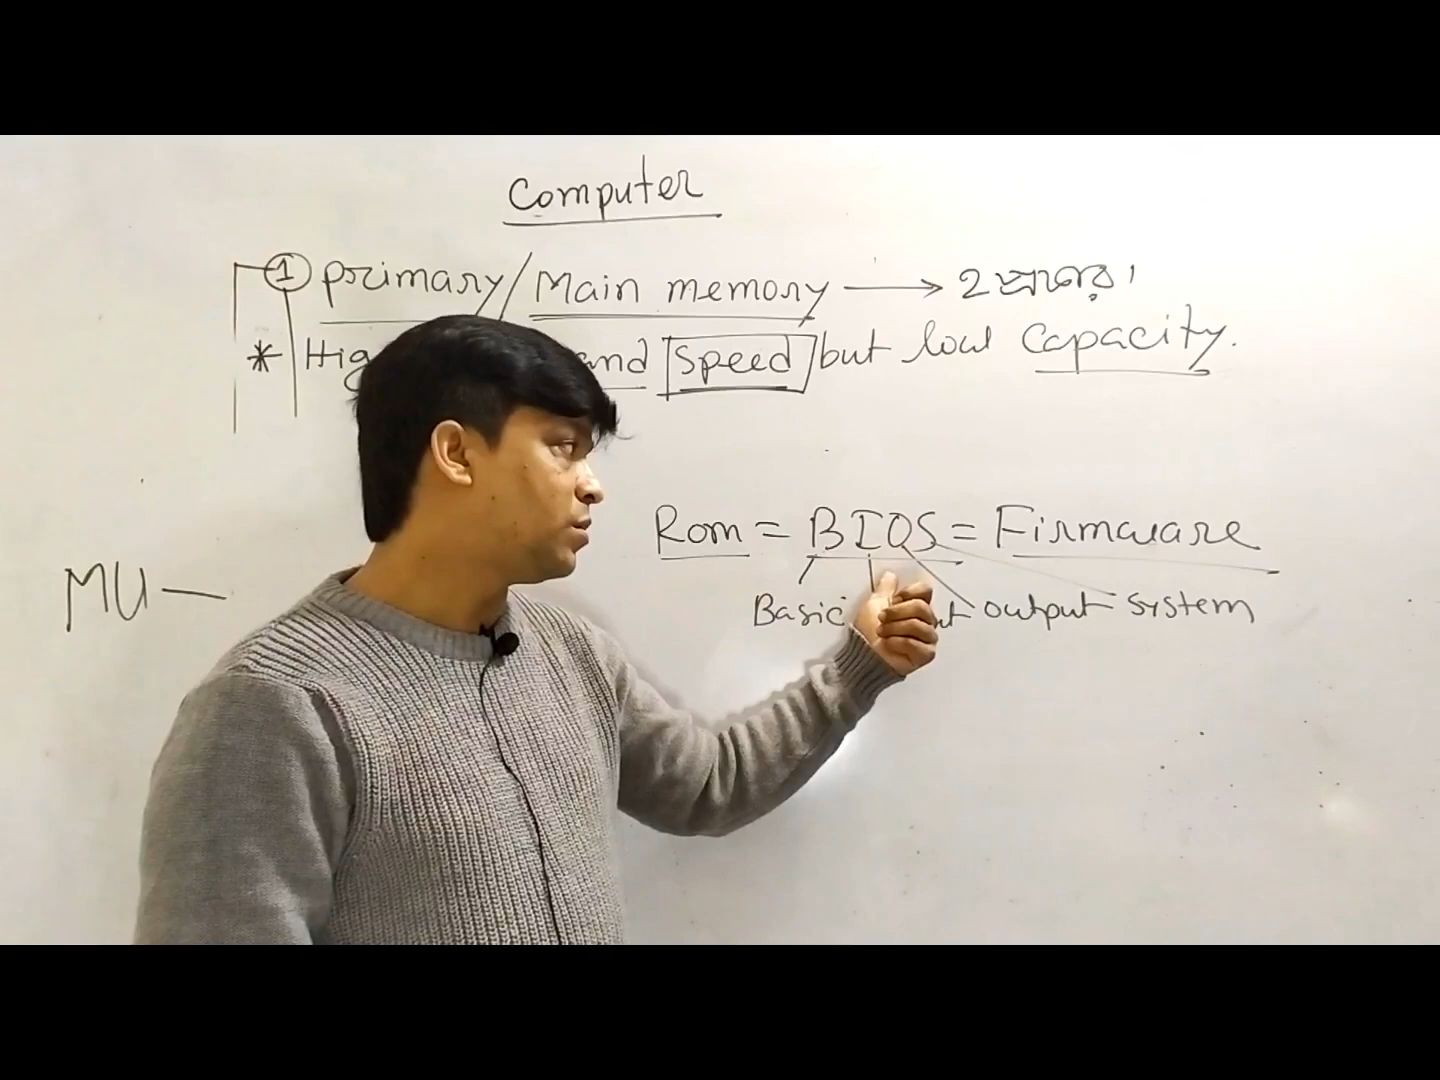 Computer
1 primary/Main memory → 2 প্রকার।
* Hig and Speed but low Capacity.
Rom = BIOS = Firmware
MU —
Basic output system